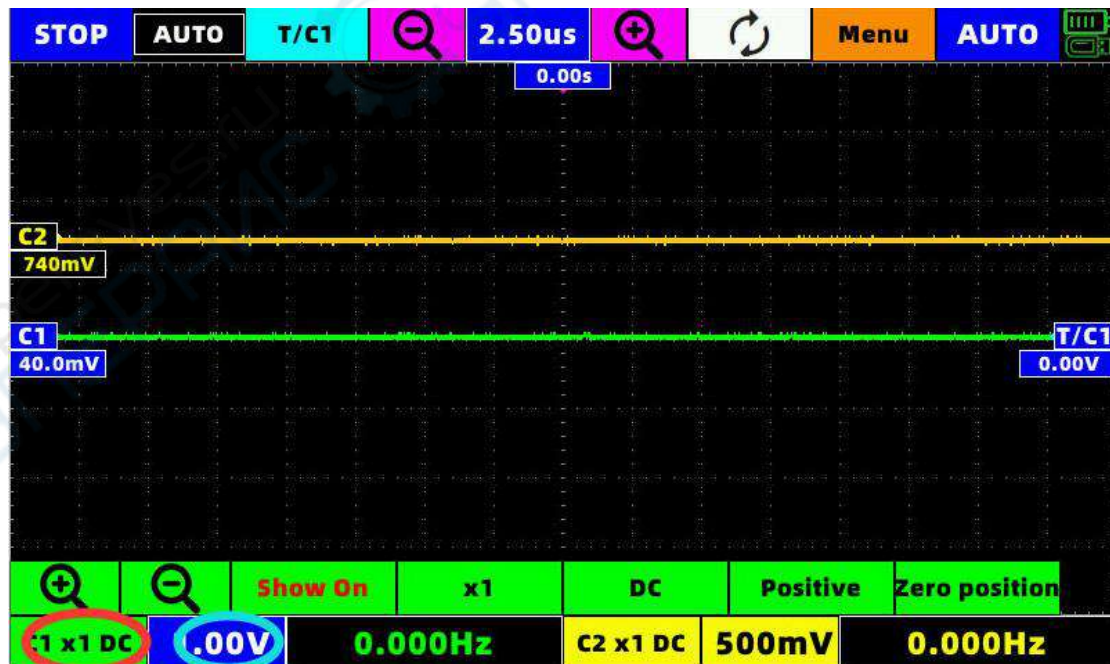 STOP AUTO T/C1 2.50us Menu AUTO
0.00s
C2
740mV
C1 T/C1
40.0mV 0.00V
Show On x1 DC Positive Zero position
C1 x1 DC .00V 0.000Hz C2 x1 DC 500mV 0.000Hz